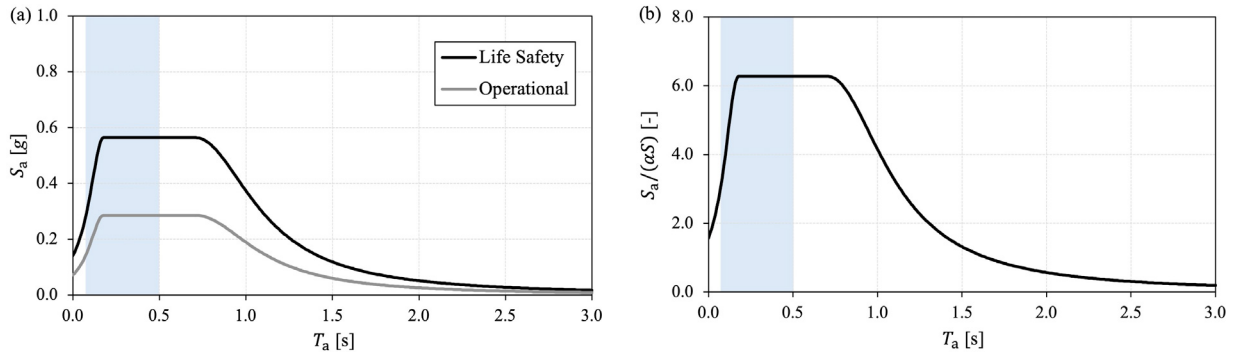 (a)
1.0
0.8
0.6
0.4
0.2
0.0
Sa [g]
Life Safety
Operational
0.0 0.5 1.0 1.5 2.0 2.5 3.0
Ta [s]
(b)
8.0
6.0
4.0
2.0
0.0
Sa/(αS) [-]
0.0 0.5 1.0 1.5 2.0 2.5 3.0
Ta [s]